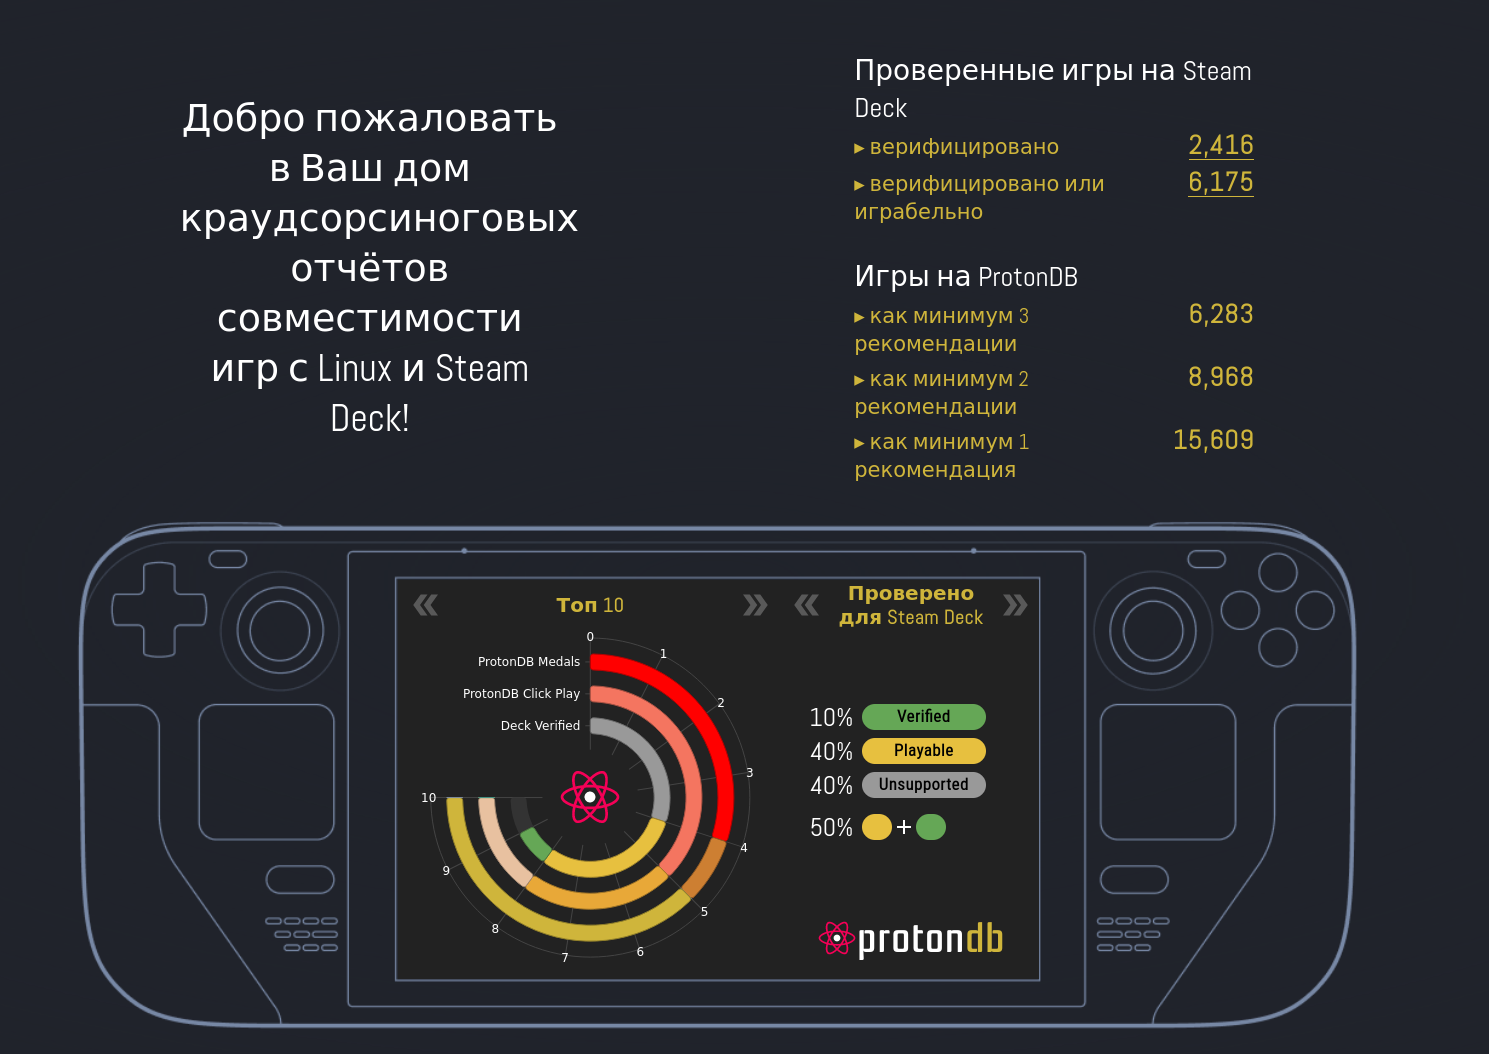 Добро пожаловать
в Ваш дом
краудсорсиноговых
отчётов
совместимости
игр с Linux и Steam
Deck!
Проверенные игры на Steam
Deck
▸ верифицировано 2,416
▸ верифицировано или 6,175
играбельно
Игры на ProtonDB
▸ как минимум 3 6,283
рекомендации
▸ как минимум 2 8,968
рекомендации
▸ как минимум 1 15,609
рекомендация
« Топ 10 »
0
1
2
3
4
5
6
7
8
9
10
ProtonDB Medals
ProtonDB Click Play
Deck Verified
« Проверено »
для Steam Deck
10% Verified
40% Playable
40% Unsupported
50% +
protondb